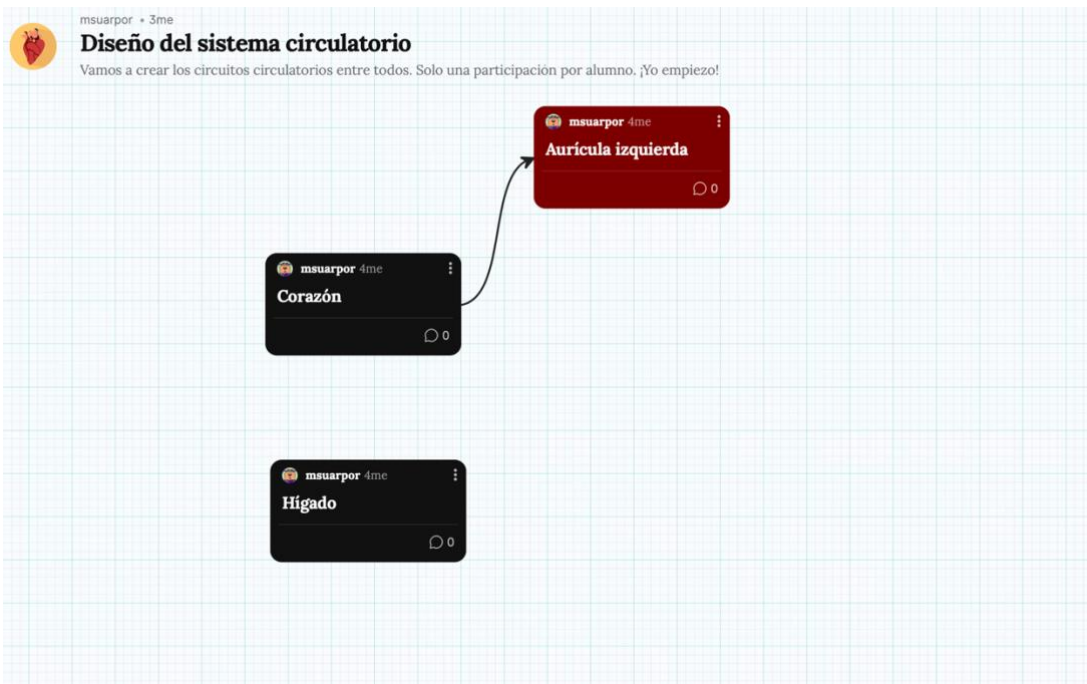 msuarpor • 3me
Diseño del sistema circulatorio
Vamos a crear los circuitos circulatorios entre todos. Solo una participación por alumno. ¡Yo empiezo!
msuarpor 4me
Aurícula izquierda
0
msuarpor 4me
Corazón
0
msuarpor 4me
Hígado
0